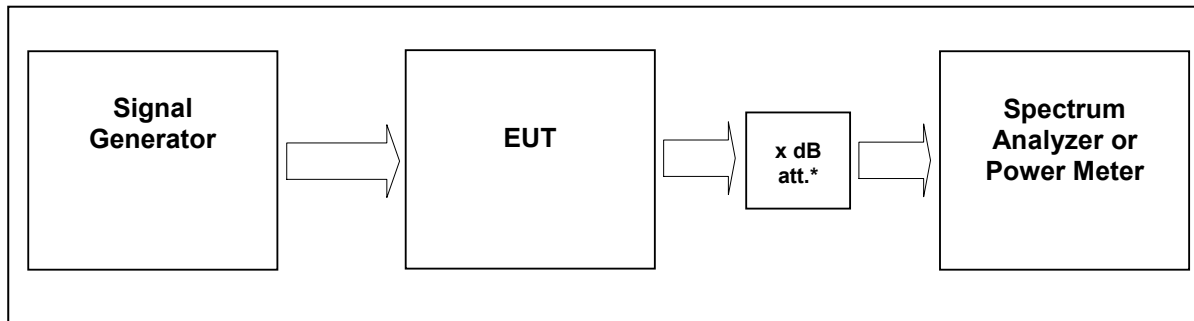 Signal
Generator
EUT
x dB
att.*
Spectrum
Analyzer or
Power Meter